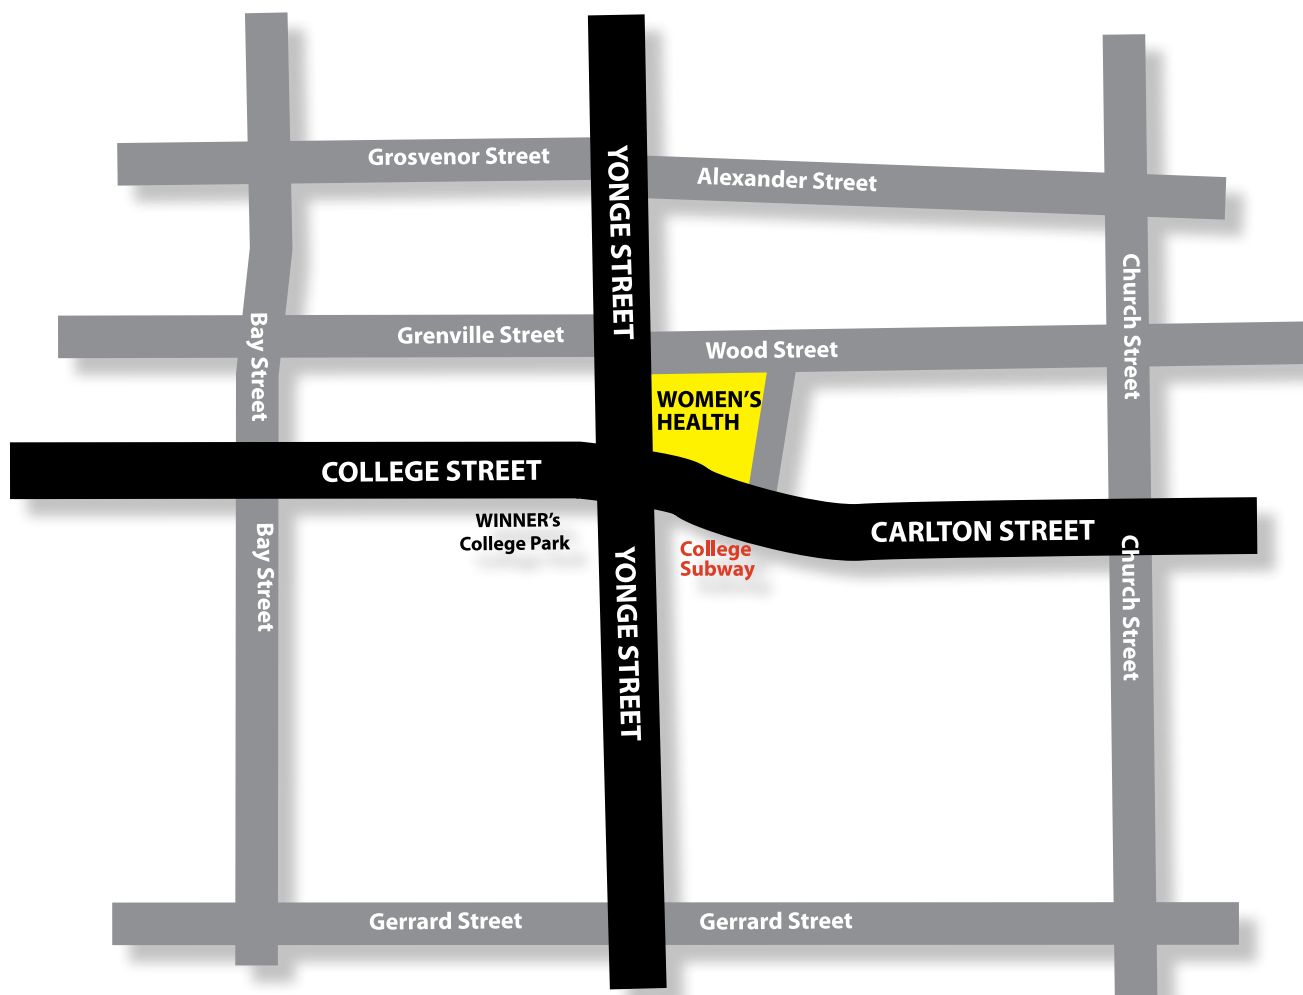 Grosvenor Street
YONGE STREET
Alexander Street
Church Street
Bay Street
Grenville Street
Wood Street
WOMEN'S
HEALTH
COLLEGE STREET
WINNER's
College Park
College
Subway
CARLTON STREET
Bay Street
YONGE STREET
Church Street
Gerrard Street
Gerrard Street